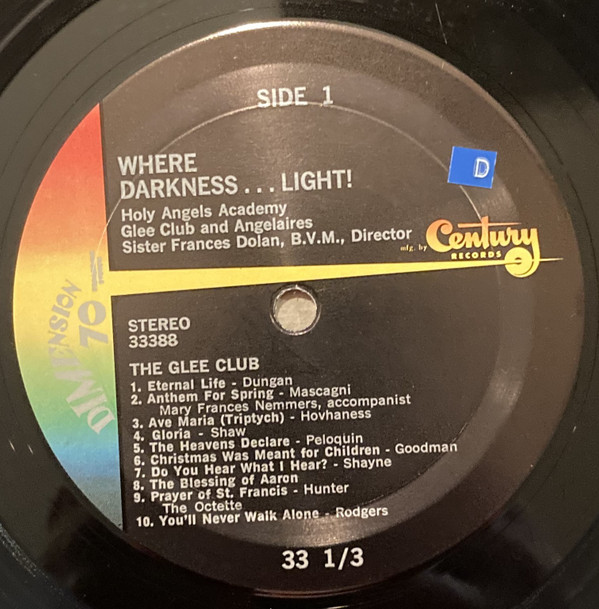 SIDE 1
WHERE
DARKNESS . . . LIGHT!
D
Holy Angels Academy
Glee Club and Angelaires
Sister Frances Dolan, B.V.M., Director
mfg. by Century
RECORDS
DIMENSION
70
STEREO
33388
THE GLEE CLUB
1. Eternal Life - Dungan
2. Anthem For Spring - Mascagni
Mary Frances Nemmers, accompanist
3. Ave Maria (Triptych) - Hovhaness
4. Gloria - Shaw
5. The Heavens Declare - Peloquin
6. Christmas Was Meant for Children - Goodman
7. Do You Hear What I Hear? - Shayne
8. The Blessing of Aaron
9. Prayer of St. Francis - Hunter
The Octette
10. You'll Never Walk Alone - Rodgers
33 1/3